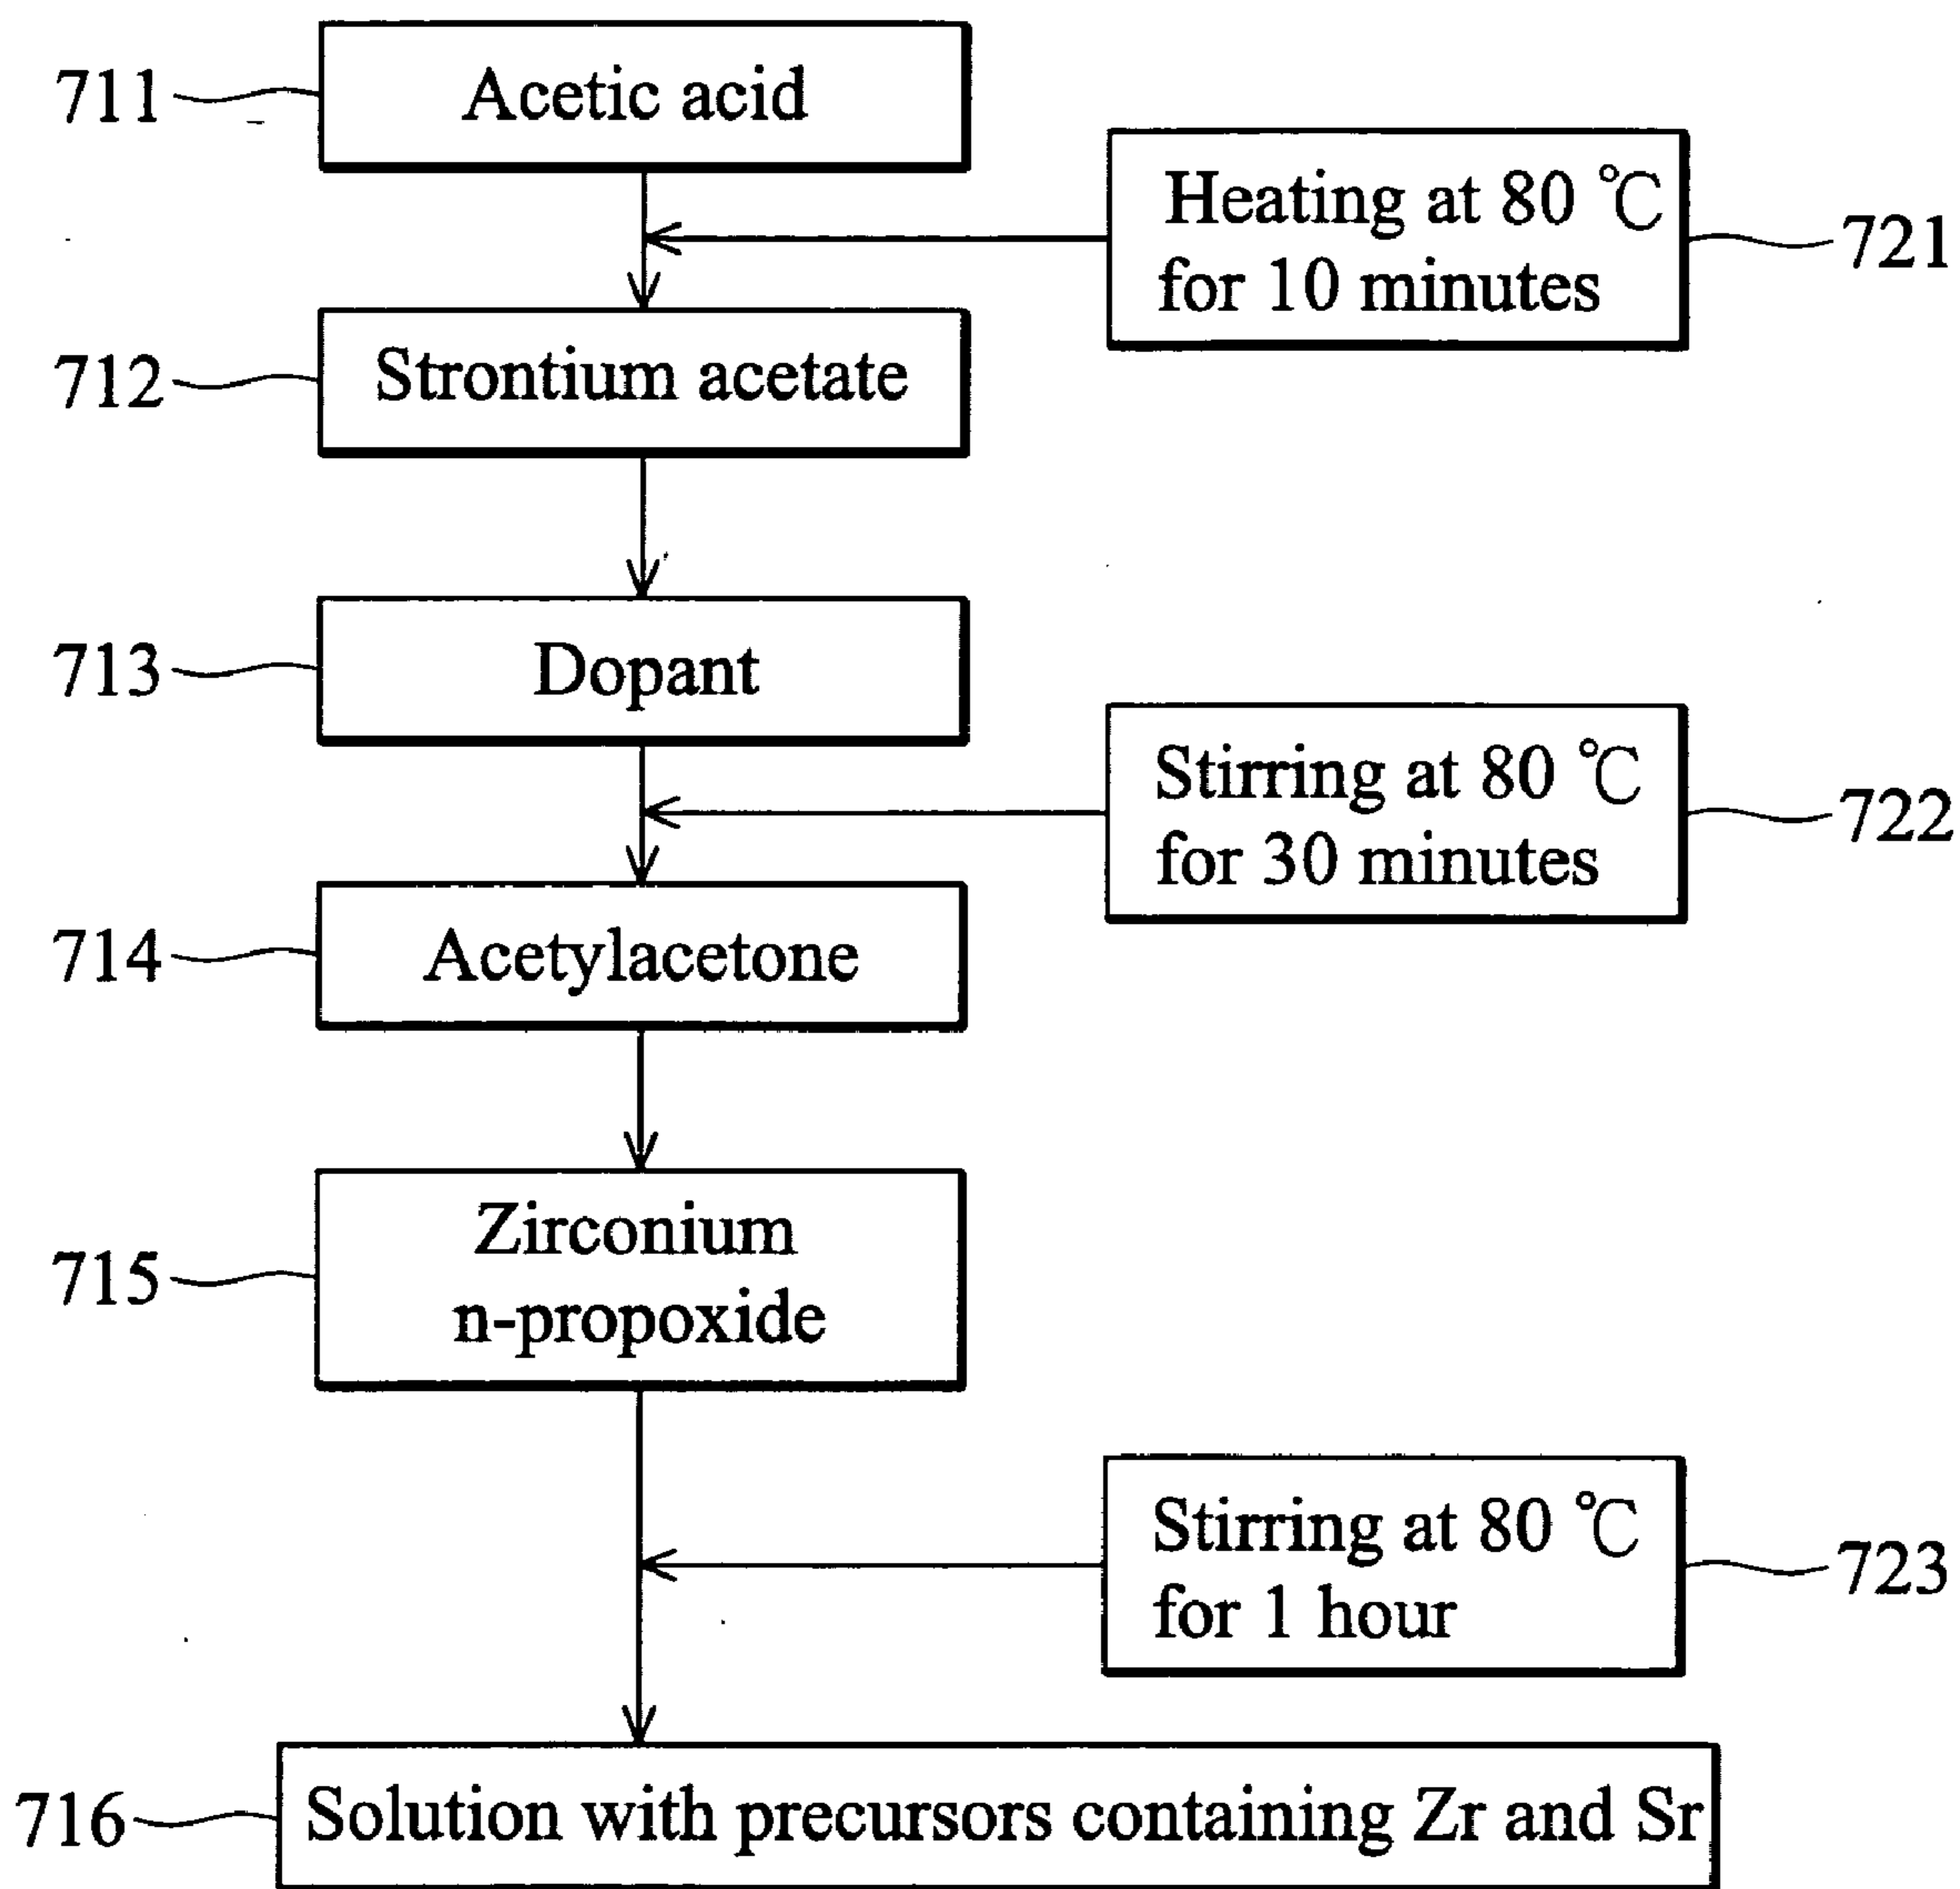 711
Acetic acid
Heating at 80 ℃
for 10 minutes
721
712
Strontium acetate
713
Dopant
Stirring at 80 ℃
for 30 minutes
722
714
Acetylacetone
715
Zirconium
n-propoxide
Stirring at 80 ℃
for 1 hour
723
716
Solution with precursors containing Zr and Sr